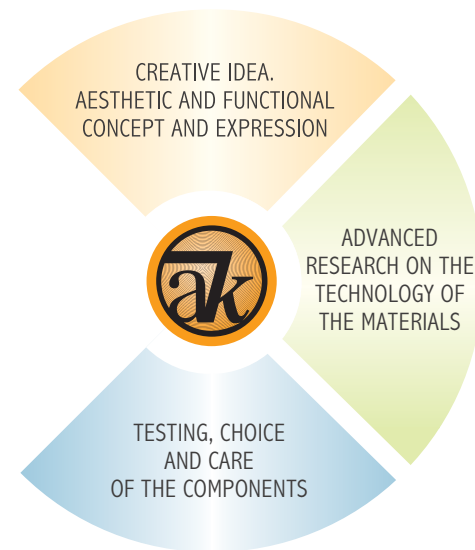 CREATIVE IDEA.
AESTHETIC AND FUNCTIONAL
CONCEPT AND EXPRESSION
ADVANCED
RESEARCH ON THE
TECHNOLOGY OF
THE MATERIALS
a7k
TESTING, CHOICE
AND CARE
OF THE COMPONENTS